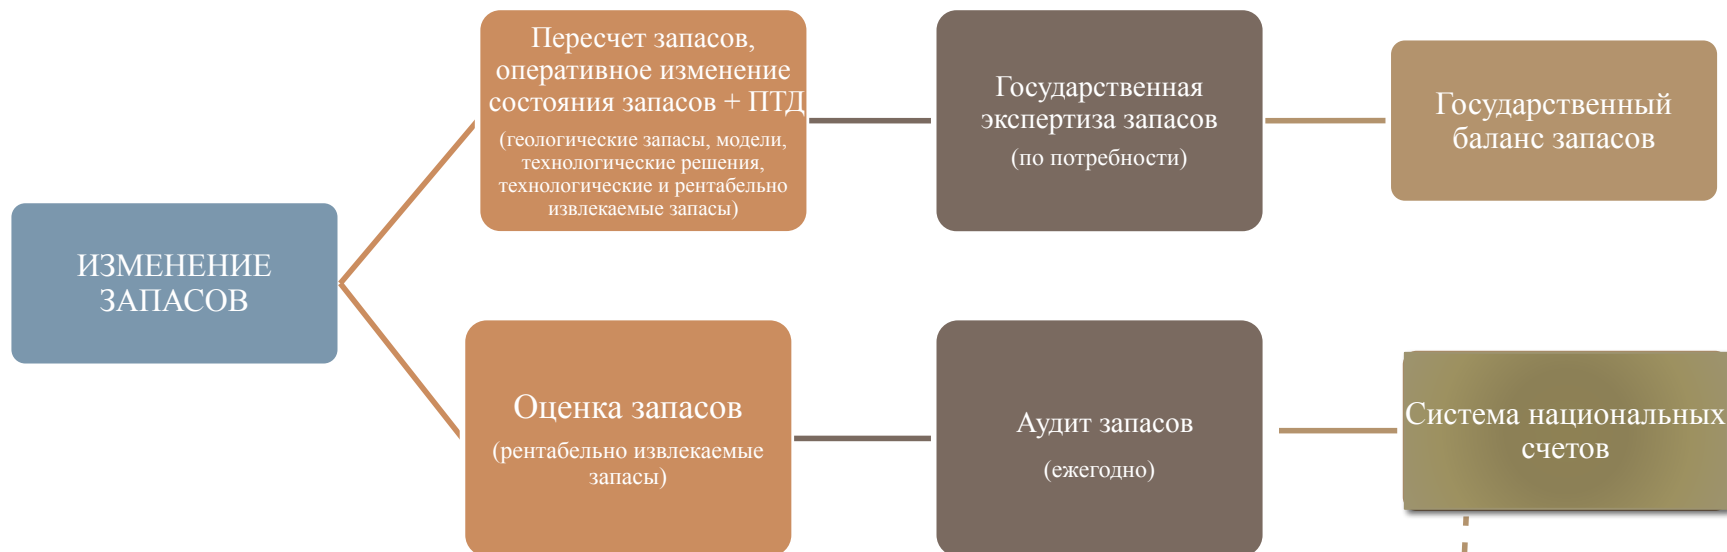 Пересчет запасов,
оперативное изменение
состояния запасов + ПТД
(геологические запасы, модели,
технологические решения,
технологические и рентабельно
извлекаемые запасы)
Государственная
экспертиза запасов
(по потребности)
Государственный
баланс запасов
ИЗМЕНЕНИЕ
ЗАПАСОВ
Оценка запасов
(рентабельно извлекаемые
запасы)
Аудит запасов
(ежегодно)
Система национальных
счетов